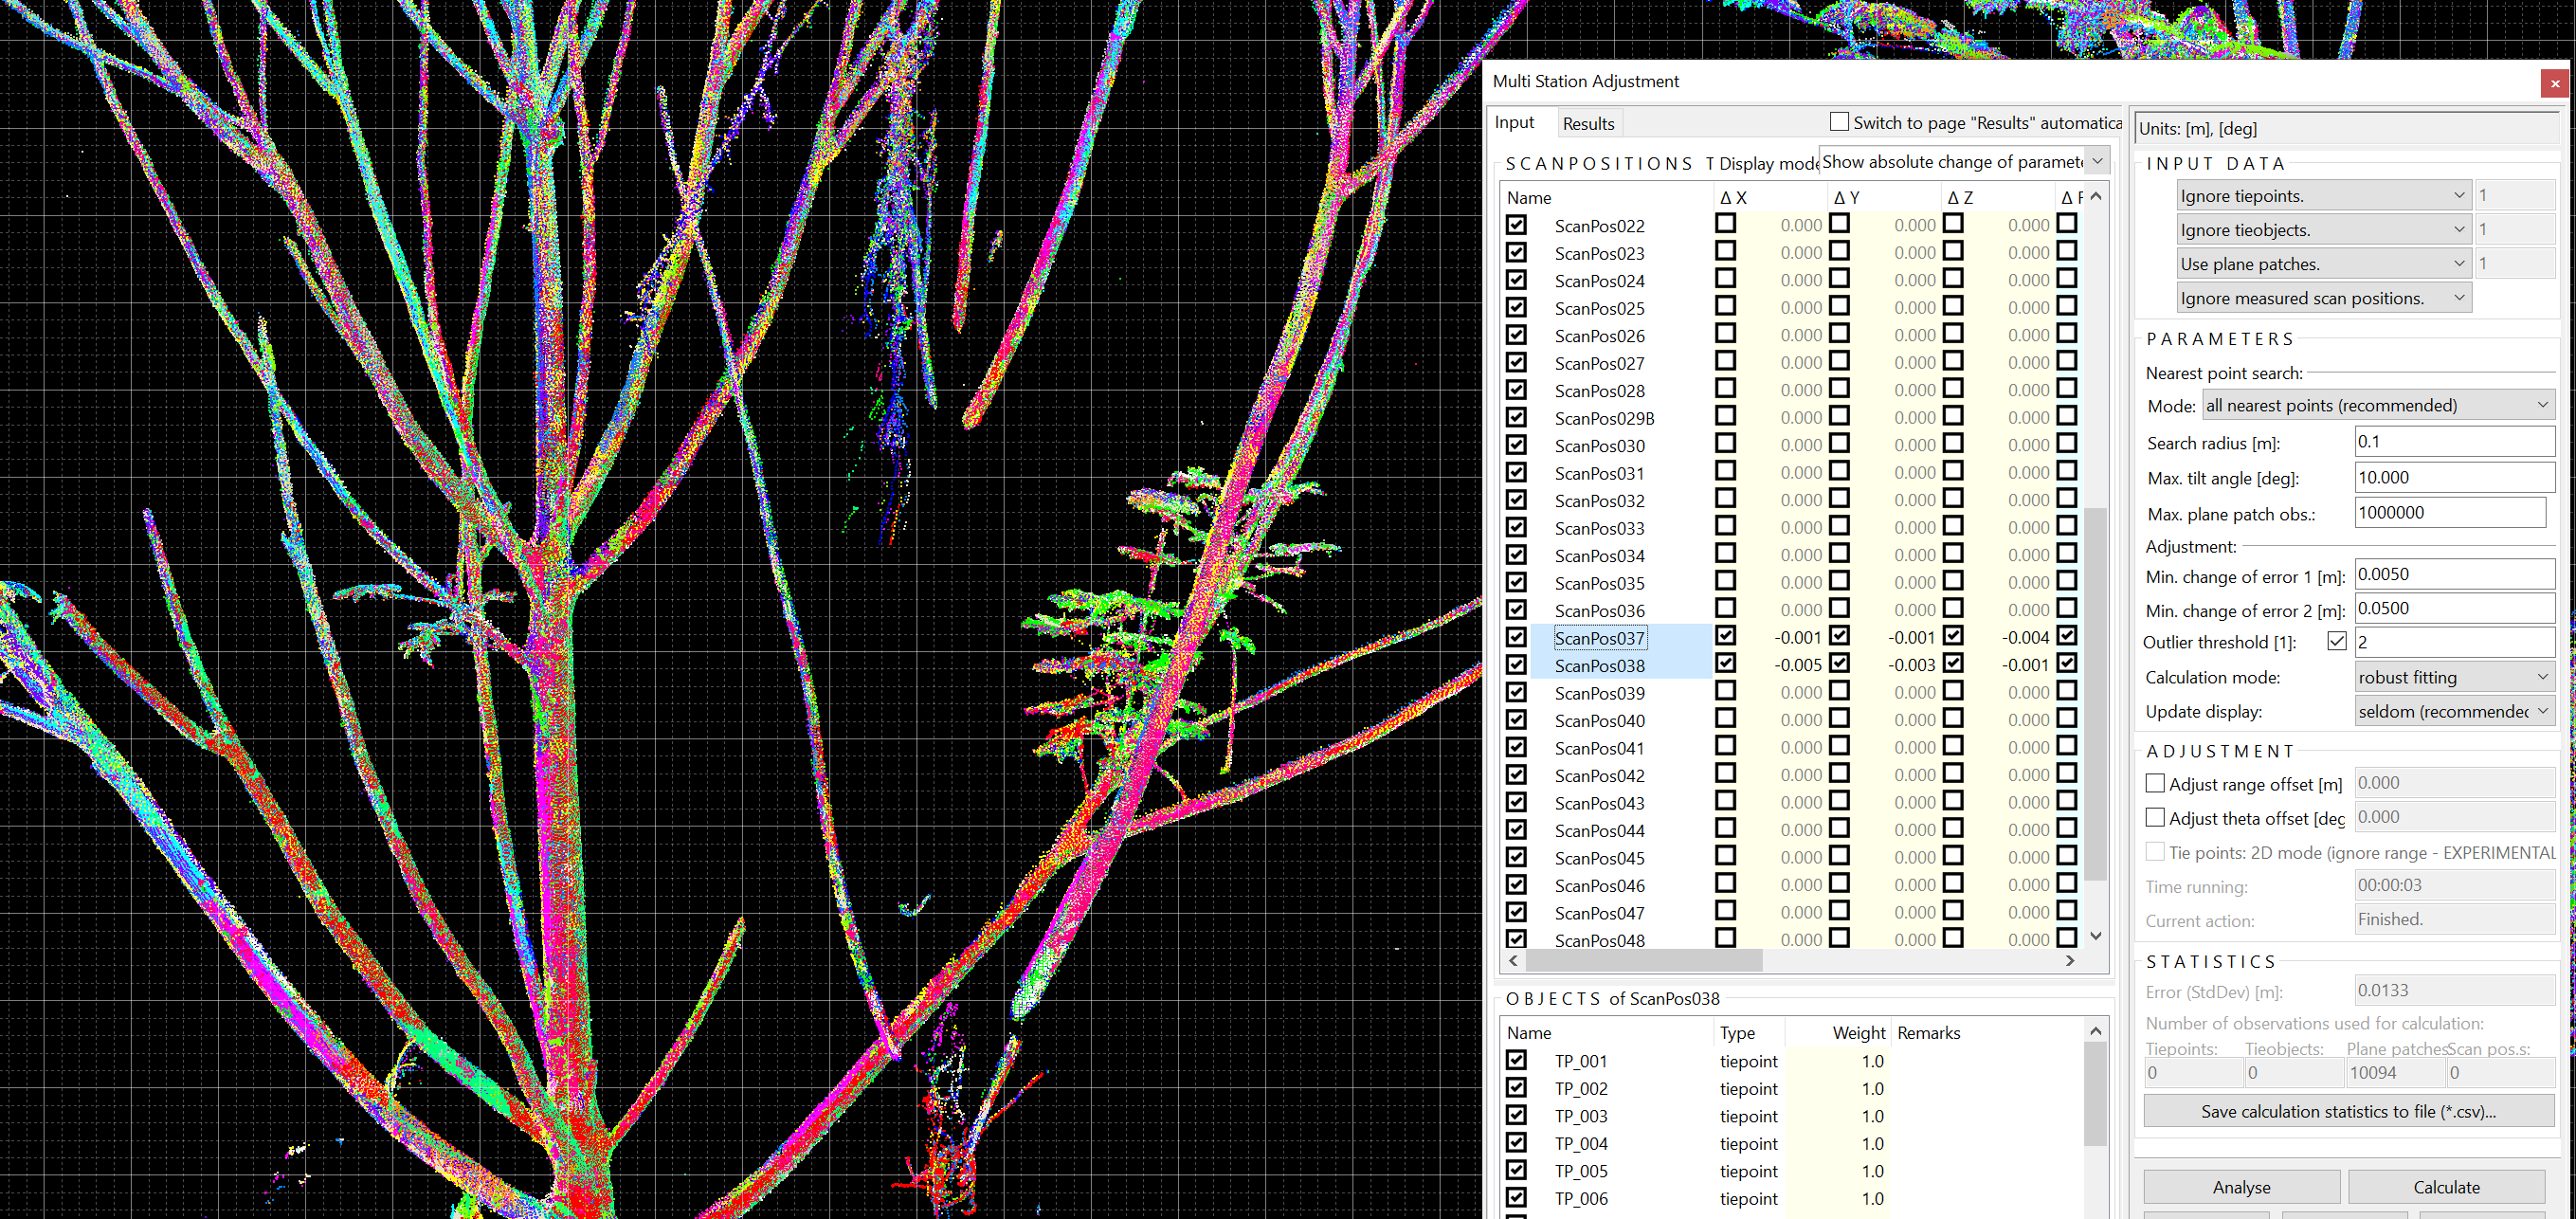 Multi Station Adjustment
x
Input
Results
Switch to page "Results" automatica
SCANPOSITIONS T Display mode
Show absolute change of paramete
Name Δ X Δ Y Δ Z Δ
ScanPos022 0.000 0.000 0.000
ScanPos023 0.000 0.000 0.000
ScanPos024 0.000 0.000 0.000
ScanPos025 0.000 0.000 0.000
ScanPos026 0.000 0.000 0.000
ScanPos027 0.000 0.000 0.000
ScanPos028 0.000 0.000 0.000
ScanPos029B 0.000 0.000 0.000
ScanPos030 0.000 0.000 0.000
ScanPos031 0.000 0.000 0.000
ScanPos032 0.000 0.000 0.000
ScanPos033 0.000 0.000 0.000
ScanPos034 0.000 0.000 0.000
ScanPos035 0.000 0.000 0.000
ScanPos036 0.000 0.000 0.000
ScanPos037 -0.001 -0.001 -0.004
ScanPos038 -0.005 -0.003 -0.001
ScanPos039 0.000 0.000 0.000
ScanPos040 0.000 0.000 0.000
ScanPos041 0.000 0.000 0.000
ScanPos042 0.000 0.000 0.000
ScanPos043 0.000 0.000 0.000
ScanPos044 0.000 0.000 0.000
ScanPos045 0.000 0.000 0.000
ScanPos046 0.000 0.000 0.000
ScanPos047 0.000 0.000 0.000
ScanPos048 0.000 0.000 0.000
OBJECTS of ScanPos038
Name Type Weight Remarks
TP_001 tiepoint 1.0
TP_002 tiepoint 1.0
TP_003 tiepoint 1.0
TP_004 tiepoint 1.0
TP_005 tiepoint 1.0
TP_006 tiepoint 1.0
Units: [m], [deg]
INPUT DATA
Ignore tiepoints. 1
Ignore tieobjects. 1
Use plane patches. 1
Ignore measured scan positions.
PARAMETERS
Nearest point search:
Mode: all nearest points (recommended)
Search radius [m]: 0.1
Max. tilt angle [deg]: 10.000
Max. plane patch obs.: 1000000
Adjustment:
Min. change of error 1 [m]: 0.0050
Min. change of error 2 [m]: 0.0500
Outlier threshold [1]: 2
Calculation mode: robust fitting
Update display: seldom (recommended
ADJUSTMENT
Adjust range offset [m] 0.000
Adjust theta offset [deg 0.000
Tie points: 2D mode (ignore range - EXPERIMENTAL
Time running: 00:00:03
Current action: Finished.
STATISTICS
Error (StdDev) [m]: 0.0133
Number of observations used for calculation:
Tiepoints: Tieobjects: Plane patches Scan pos.s:
0 0 10094 0
Save calculation statistics to file (*.csv)...
Analyse Calculate